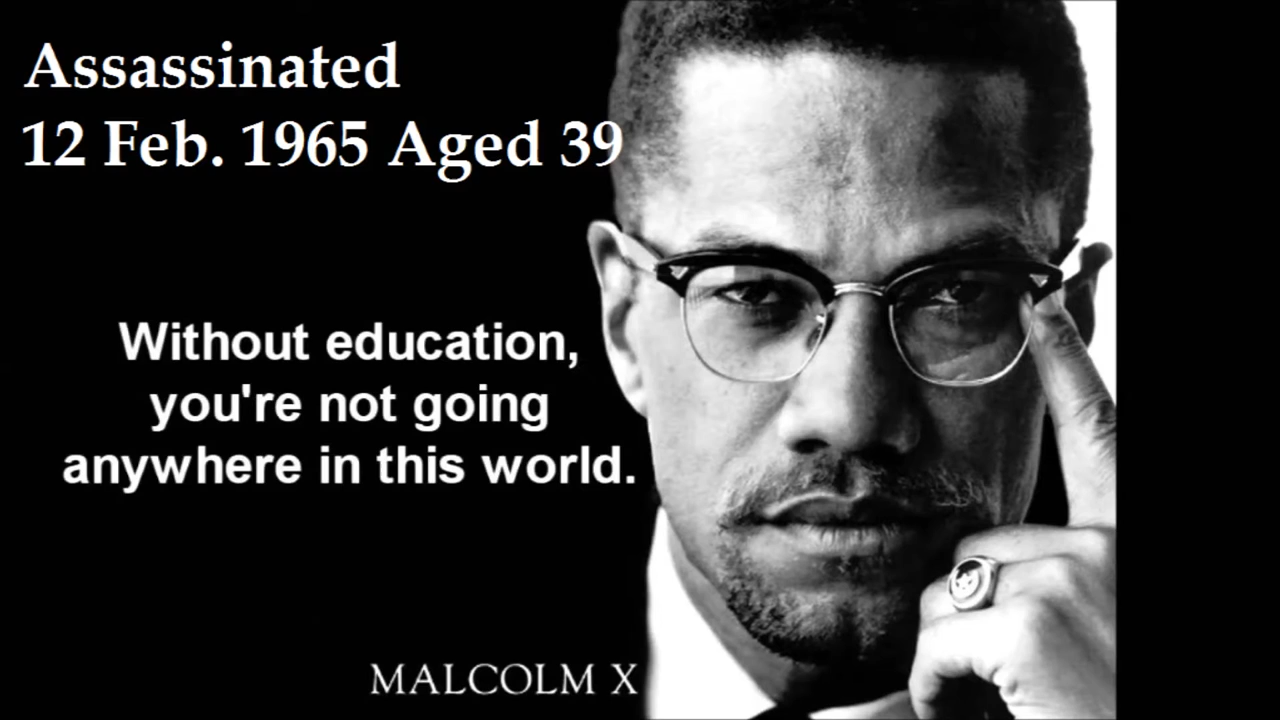 Assassinated
12 Feb. 1965 Aged 39
Without education,
you're not going
anywhere in this world.
MALCOLM X